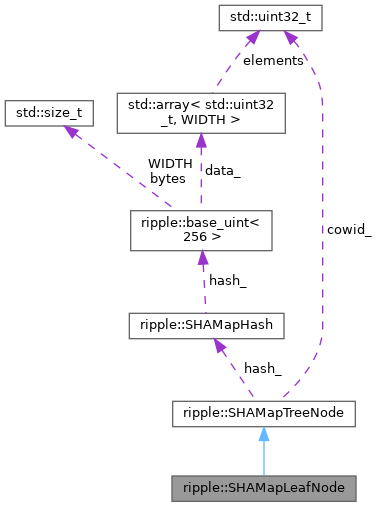 std::uint32_t
elements
std::array< std::uint32
_t, WIDTH >
std::size_t
WIDTH
bytes
data_
ripple::base_uint<
256 >
cowid_
hash_
ripple::SHAMapHash
hash_
ripple::SHAMapTreeNode
ripple::SHAMapLeafNode